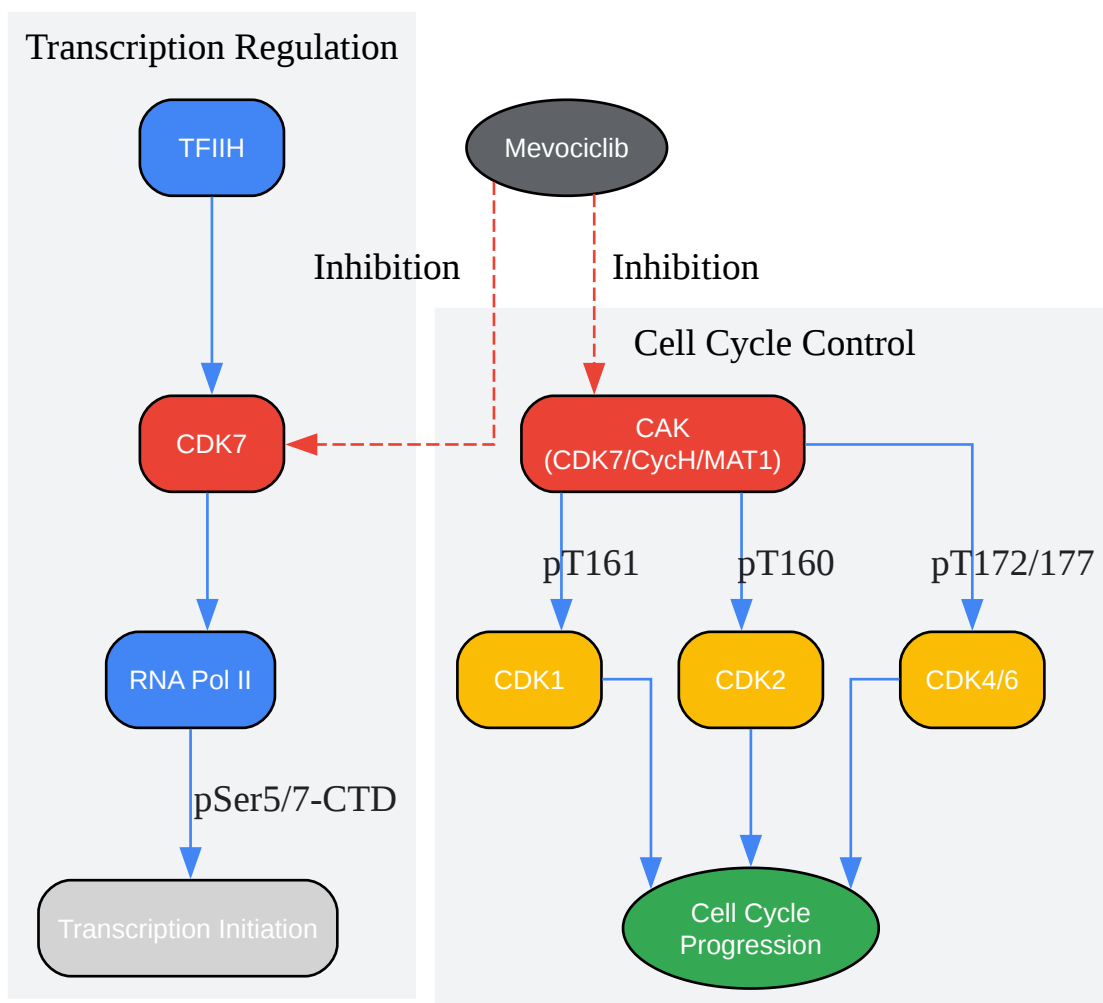 Transcription Regulation
TFIIH
Mevociclib
Inhibition
Inhibition
Cell Cycle Control
CDK7
CAK
(CDK7/CycH/MAT1)
pT161
pT160
pT172/177
RNA Pol II
CDK1
CDK2
CDK4/6
pSer5/7-CTD
Transcription Initiation
Cell Cycle
Progression